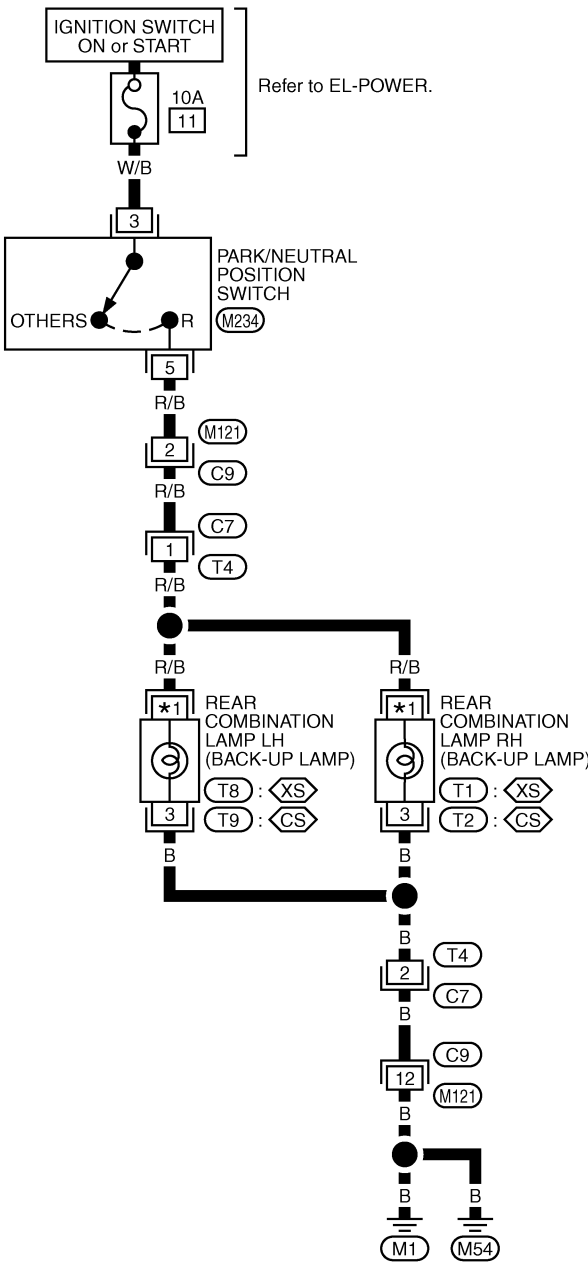 IGNITION SWITCH
ON or START
Refer to EL-POWER.
10A
11
W/B
3
PARK/NEUTRAL
POSITION
SWITCH
OTHERS
R
M234
5
R/B
M121
2
C9
R/B
C7
1
T4
R/B
R/B
R/B
*1
REAR
COMBINATION
LAMP LH
(BACK-UP LAMP)
T8 : XS
3
T9 : CS
*1
REAR
COMBINATION
LAMP RH
(BACK-UP LAMP)
T1 : XS
3
T2 : CS
B
B
B
T4
2
C7
B
C9
12
M121
B
B
B
M1
M54